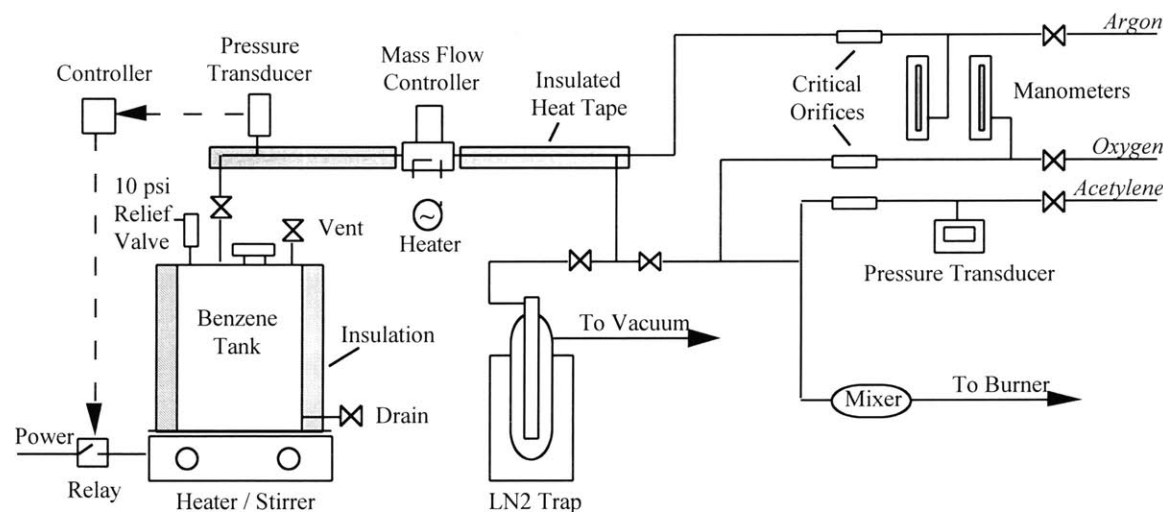 Argon
Pressure
Transducer
Mass Flow
Controller
Controller
Insulated
Heat Tape
Critical
Orifices
Manometers
Oxygen
Acetylene
10 psi
Relief
Valve
Vent
Heater
Pressure Transducer
Benzene
Tank
Insulation
To Vacuum
Drain
Mixer
To Burner
Power
Relay
Heater / Stirrer
LN2 Trap